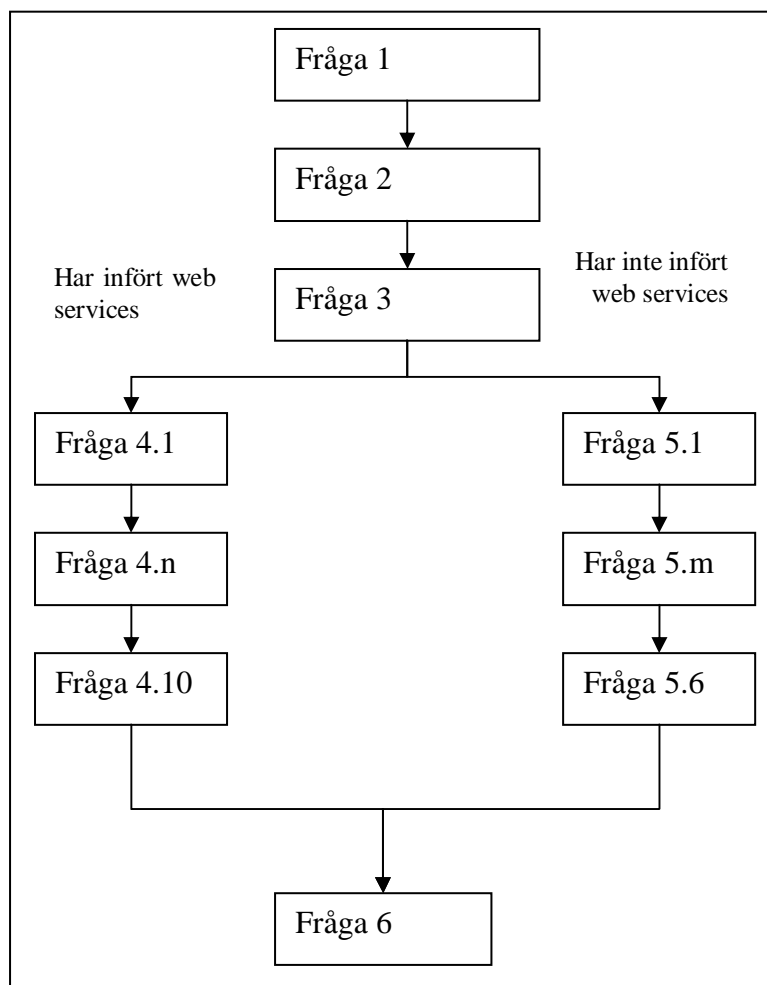 Fråga 1
Fråga 2
Har infört web
services
Har inte infört
web services
Fråga 3
Fråga 4.1
Fråga 5.1
Fråga 4.n
Fråga 5.m
Fråga 4.10
Fråga 5.6
Fråga 6